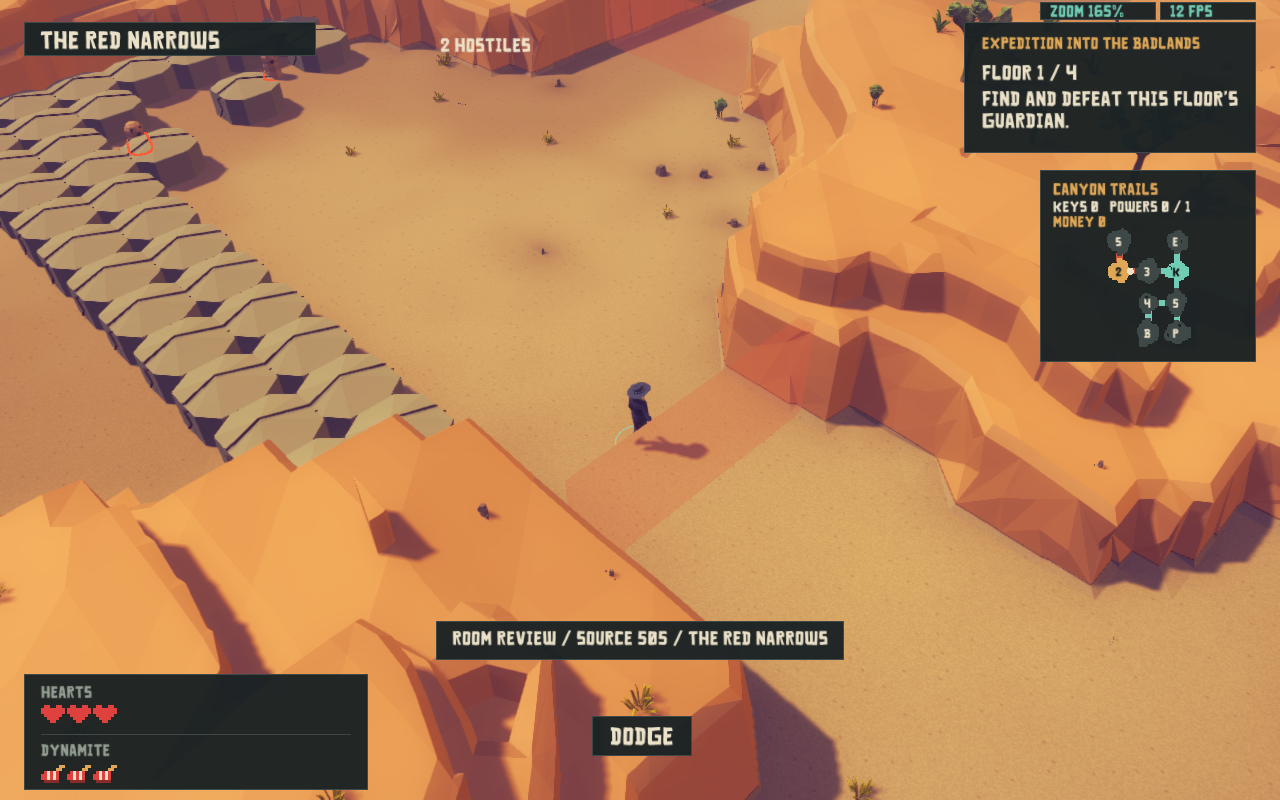 THE RED NARROWS
2 HOSTILES
ZOOM 165%
12 FPS
EXPEDITION INTO THE BADLANDS
FLOOR 1 / 4
FIND AND DEFEAT THIS FLOOR'S
GUARDIAN.
CANYON TRAILS
KEYS 0 POWERS 0 / 1
MONEY 0
S E
2 3 K
4 5
B P
ROOM REVIEW / SOURCE 505 / THE RED NARROWS
HEARTS
DYNAMITE
DODGE